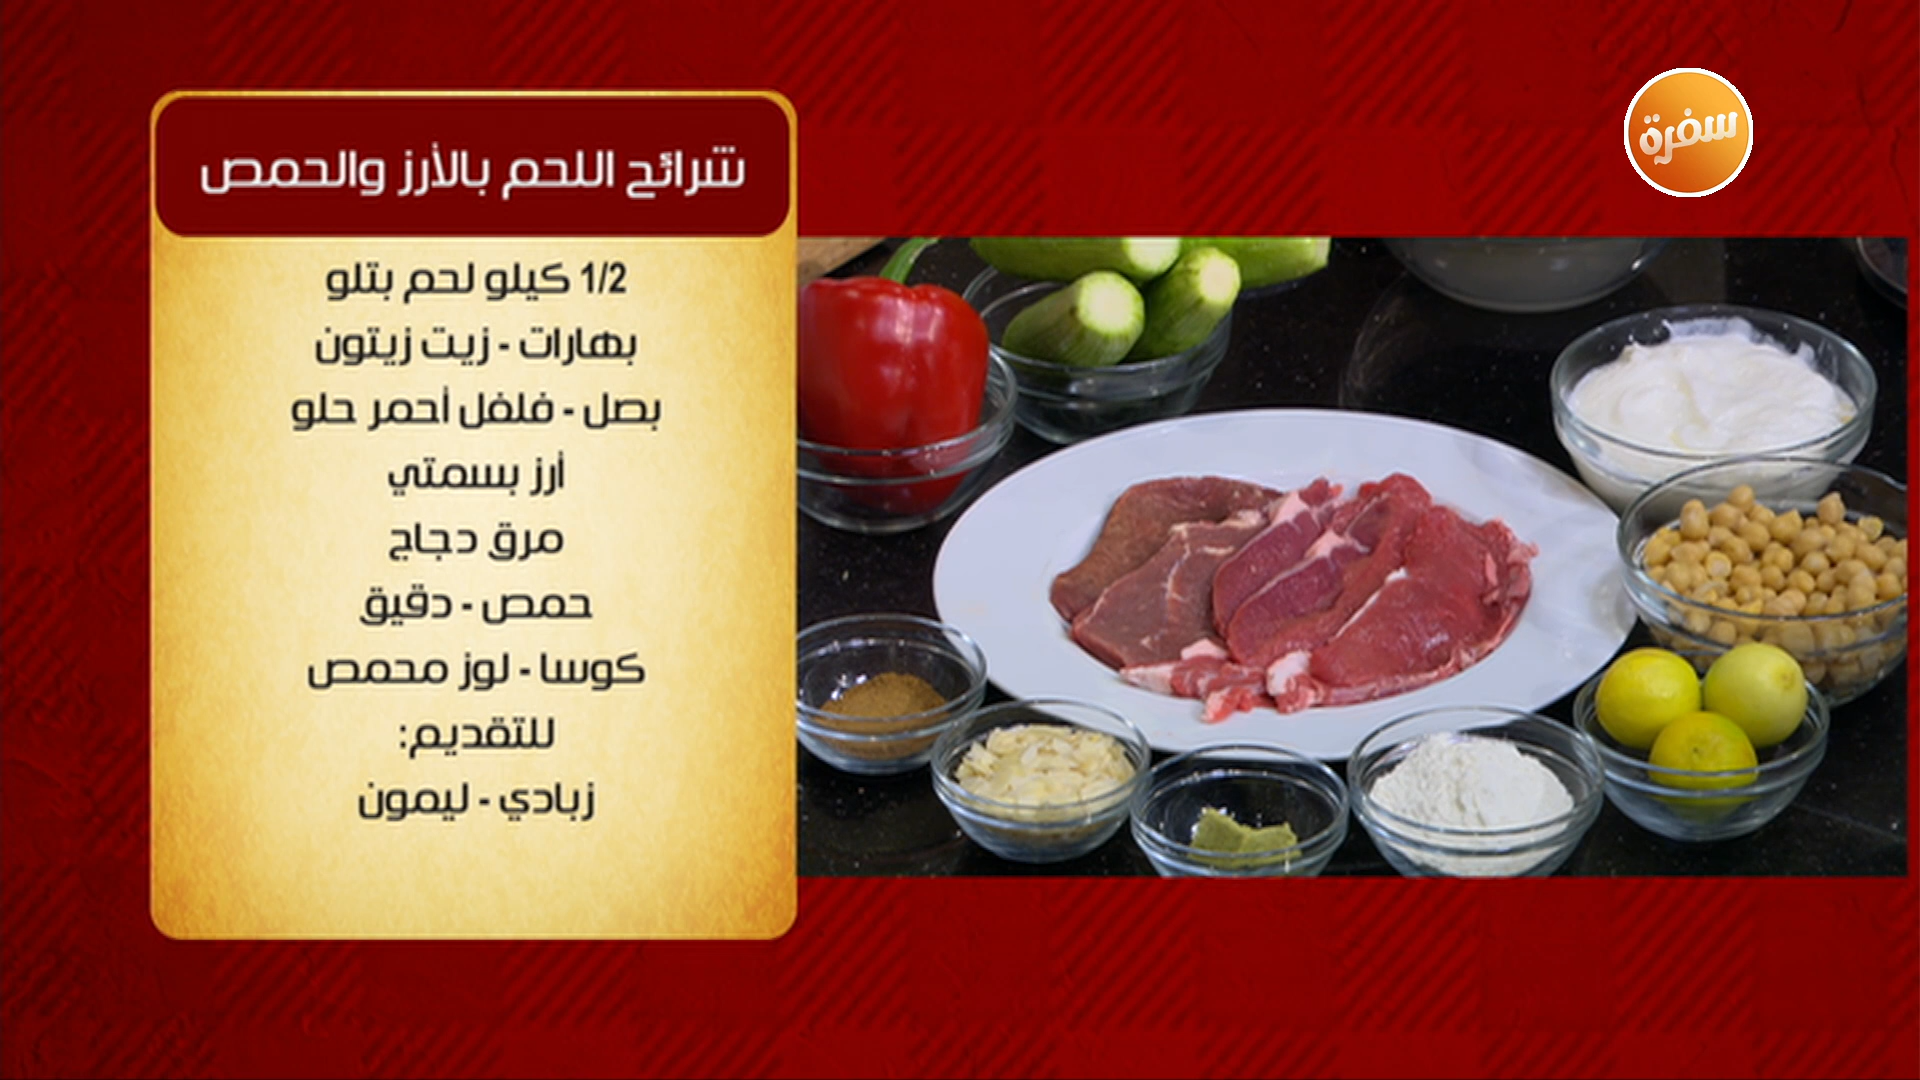 شرائح اللحم بالأرز والحمص
1/2 كيلو لحم بتلو
بهارات - زيت زيتون
بصل - فلفل أحمر حلو
أرز بسمتي
مرق دجاج
حمص - دقيق
كوسا - لوز محمص
للتقديم:
زبادي - ليمون
سفرة